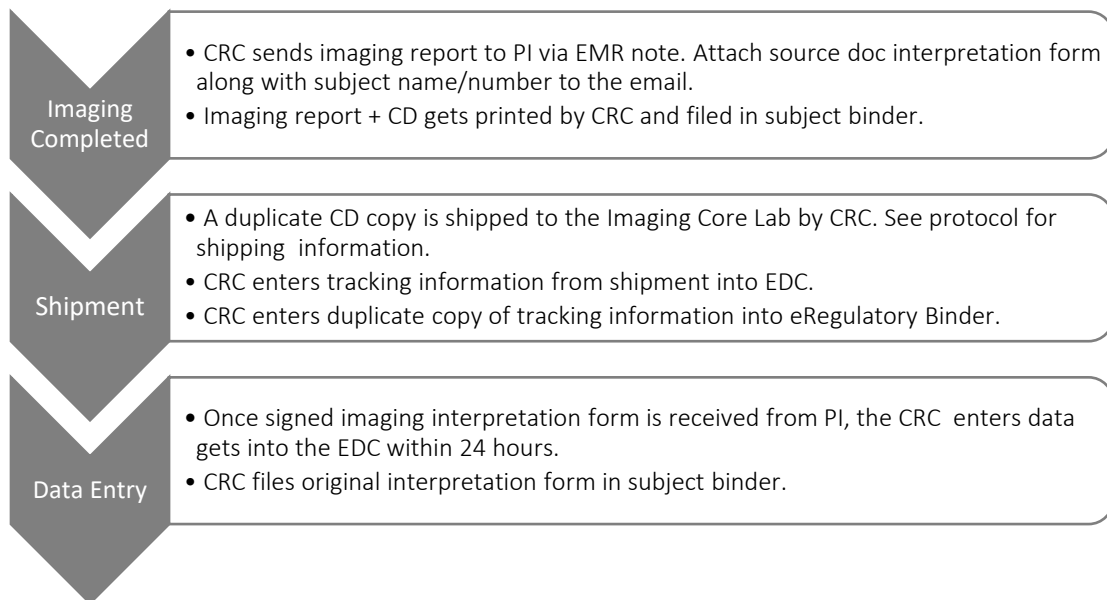 Imaging
Completed
• CRC sends imaging report to PI via EMR note. Attach source doc interpretation form
along with subject name/number to the email.
• Imaging report + CD gets printed by CRC and filed in subject binder.
Shipment
• A duplicate CD copy is shipped to the Imaging Core Lab by CRC. See protocol for
shipping information.
• CRC enters tracking information from shipment into EDC.
• CRC enters duplicate copy of tracking information into eRegulatory Binder.
Data Entry
• Once signed imaging interpretation form is received from PI, the CRC enters data
gets into the EDC within 24 hours.
• CRC files original interpretation form in subject binder.